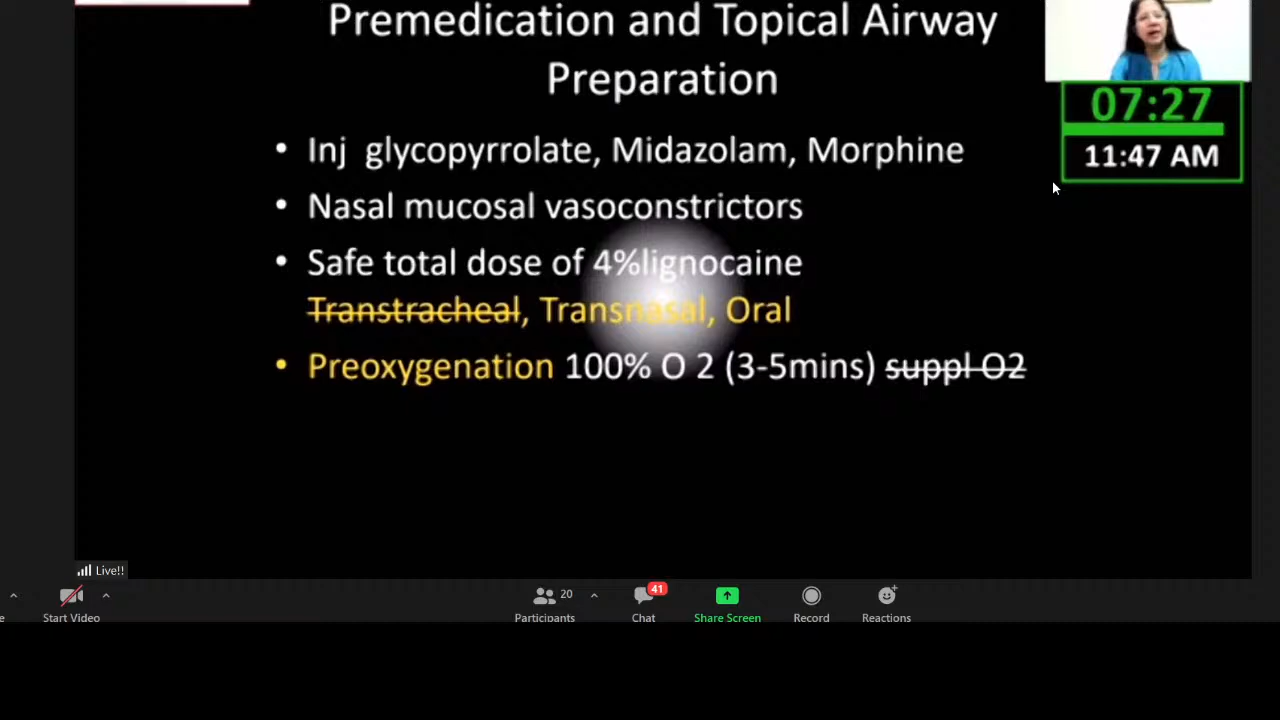 Premedication and Topical Airway
Preparation
07:27
11:47 AM
• Inj glycopyrrolate, Midazolam, Morphine
• Nasal mucosal vasoconstrictors
• Safe total dose of 4%lignocaine
Transtracheal, Transnasal, Oral
• Preoxygenation 100% O 2 (3-5mins) suppl O2
Live!!
e
Start Video
20
Participants
41
Chat
Share Screen
Record
Reactions